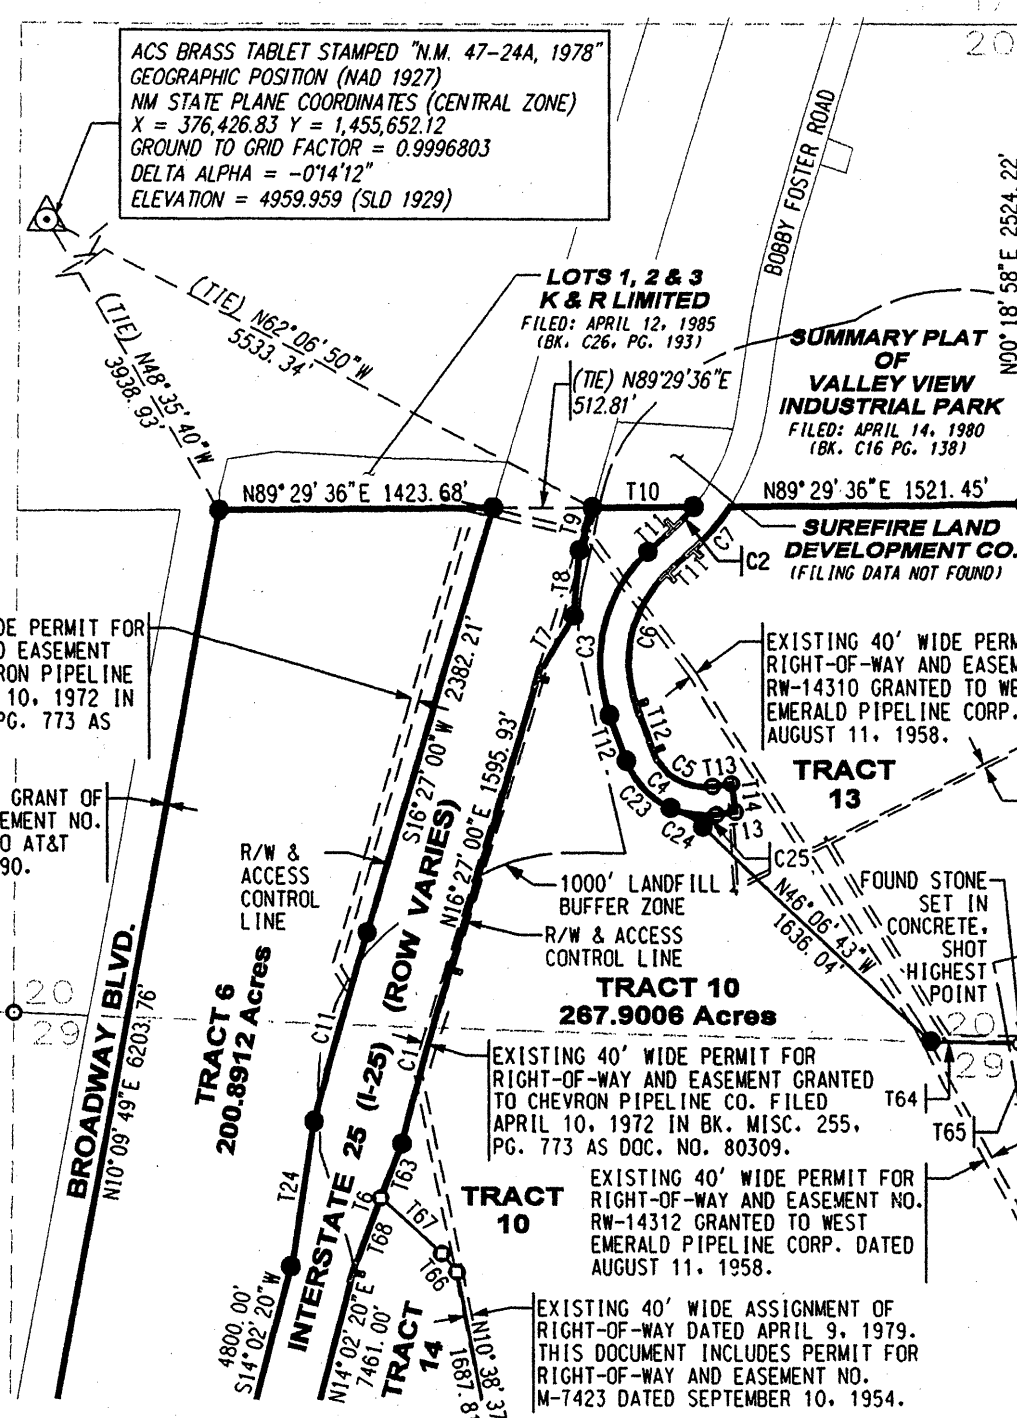 17
20
ACS BRASS TABLET STAMPED "N.M. 47-24A, 1978"
GEOGRAPHIC POSITION (NAD 1927)
NM STATE PLANE COORDINATES (CENTRAL ZONE)
X = 376,426.83 Y = 1,455,652.12
GROUND TO GRID FACTOR = 0.9996803
DELTA ALPHA = -0°14'12"
ELEVATION = 4959.959 (SLD 1929)
BOBBY FOSTER ROAD
N00°18'58"E 2524.22'
(TIE) N62°06'50"W
5533.34'
(TIE) N48°35'40"W
3938.93'
LOTS 1, 2 & 3
K & R LIMITED
FILED: APRIL 12, 1985
(BK. C26, PG. 193)
(TIE) N89°29'36"E
512.81'
SUMMARY PLAT
OF
VALLEY VIEW
INDUSTRIAL PARK
FILED: APRIL 14, 1980
(BK. C16 PG. 138)
N89°29'36"E 1423.68'
T10
N89°29'36"E 1521.45'
T9
T11
C7
T11
C2
SUREFIRE LAND
DEVELOPMENT CO.
(FILING DATA NOT FOUND)
T8
T7
C3
C6
DE PERMIT FOR
D EASEMENT
RON PIPELINE
10, 1972 IN
PG. 773 AS
EXISTING 40' WIDE PERM
RIGHT-OF-WAY AND EASEM
RW-14310 GRANTED TO WE
EMERALD PIPELINE CORP.
AUGUST 11, 1958.
S16°27'00"W 2382.21'
N16°27'00"E 1595.93'
T12
T12
C5
T13
C4
T14
C23
T13
C24
C25
TRACT
13
GRANT OF
EMENT NO.
O AT&T
90.
R/W &
ACCESS
CONTROL
LINE
1000' LANDFILL
BUFFER ZONE
R/W & ACCESS
CONTROL LINE
N46°06'43"W
1636.04'
FOUND STONE
SET IN
CONCRETE,
SHOT
HIGHEST
POINT
TRACT 10
267.9006 Acres
20
29
20
29
BROADWAY BLVD.
N10°09'49"E 6203.76'
TRACT 6
200.8912 Acres
C11
C1
INTERSTATE 25 (I-25) (ROW VARIES)
EXISTING 40' WIDE PERMIT FOR
RIGHT-OF-WAY AND EASEMENT GRANTED
TO CHEVRON PIPELINE CO. FILED
APRIL 10, 1972 IN BK. MISC. 255,
PG. 773 AS DOC. NO. 80309.
T64
T65
T24
T63
T6
T67
T68
T66
TRACT
10
EXISTING 40' WIDE PERMIT FOR
RIGHT-OF-WAY AND EASEMENT NO.
RW-14312 GRANTED TO WEST
EMERALD PIPELINE CORP. DATED
AUGUST 11, 1958.
4800.00'
S14°02'20"W
N14°02'20"E
7461.00'
TRACT
14
N10°38'37
1687.81
EXISTING 40' WIDE ASSIGNMENT OF
RIGHT-OF-WAY DATED APRIL 9, 1979.
THIS DOCUMENT INCLUDES PERMIT FOR
RIGHT-OF-WAY AND EASEMENT NO.
M-7423 DATED SEPTEMBER 10, 1954.